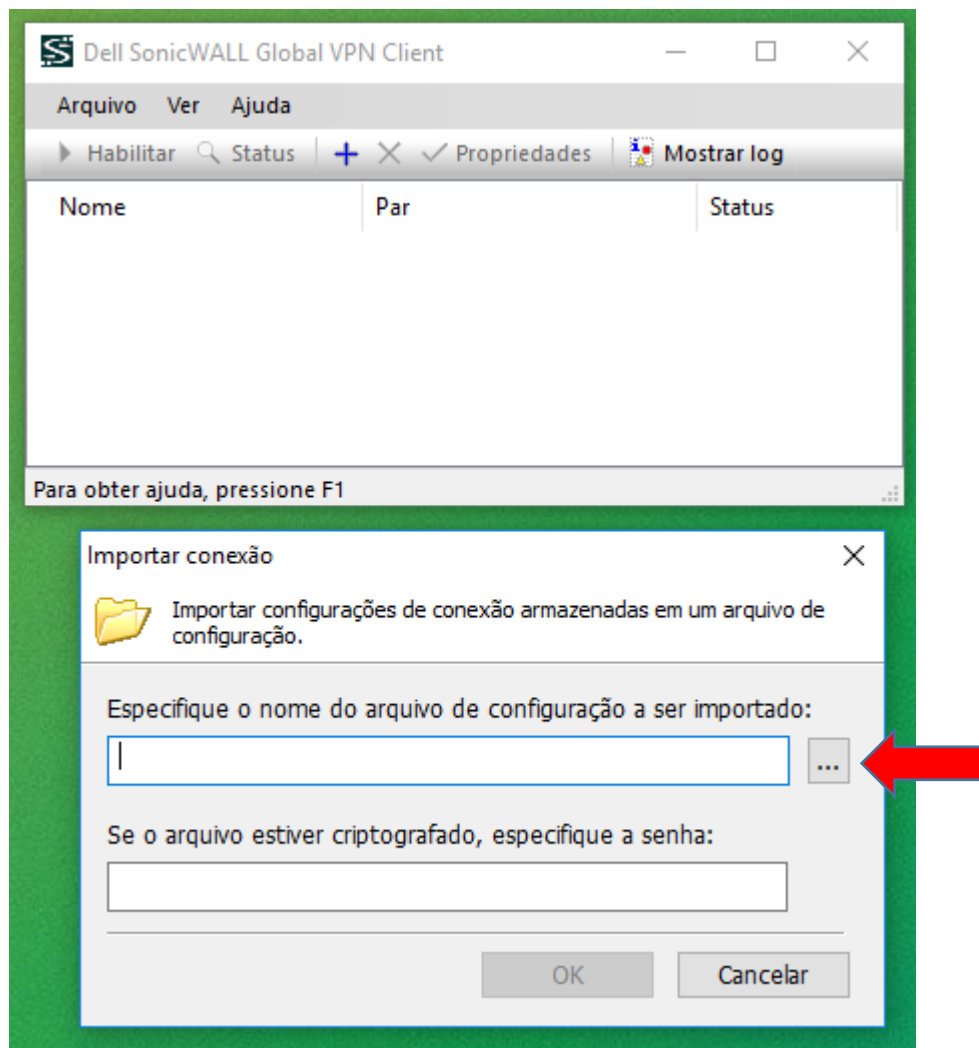 Dell SonicWALL Global VPN Client
Arquivo Ver Ajuda
Habilitar Status Propriedades Mostrar log
Nome Par Status
Para obter ajuda, pressione F1
Importar conexão
Importar configurações de conexão armazenadas em um arquivo de
configuração.
Especifique o nome do arquivo de configuração a ser importado:
...
Se o arquivo estiver criptografado, especifique a senha:
OK Cancelar